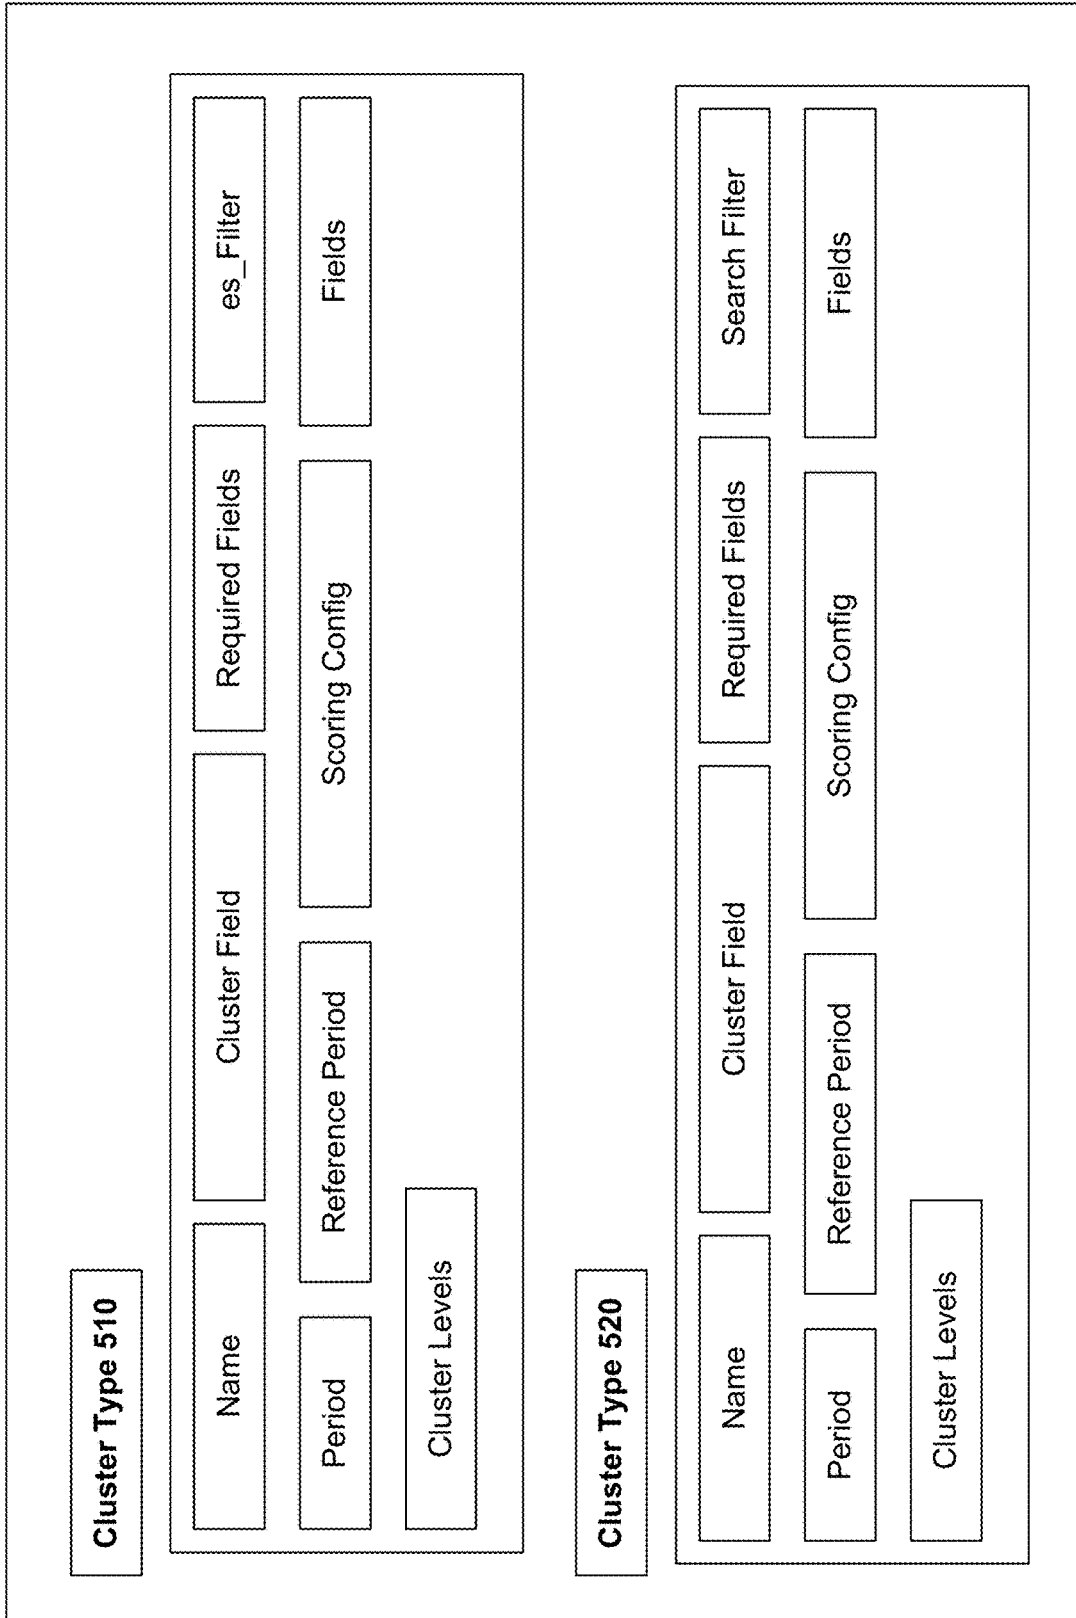 Cluster Type 510
Name
Cluster Field
Required Fields
es_Filter
Period
Reference Period
Scoring Config
Fields
Cluster Levels
Cluster Type 520
Name
Cluster Field
Required Fields
Search Filter
Period
Reference Period
Scoring Config
Fields
Cluster Levels